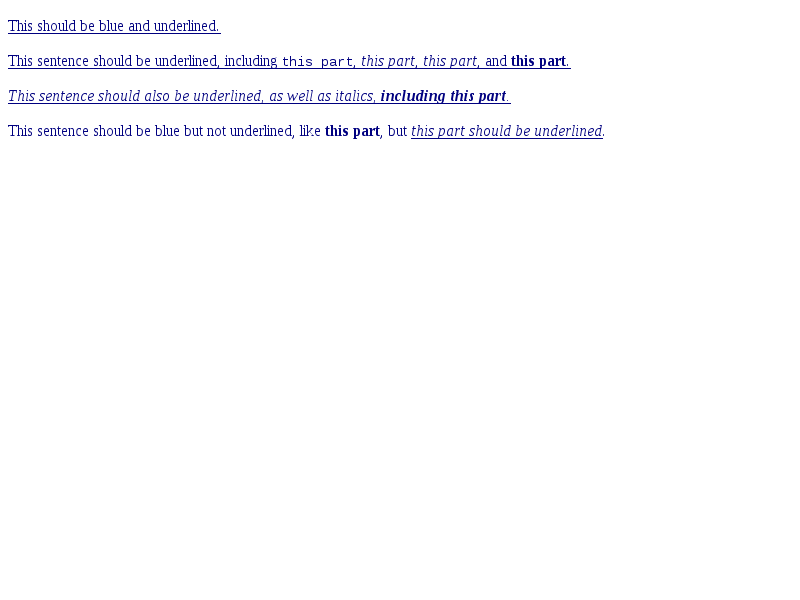 This should be blue and underlined.
This sentence should be underlined, including this part, this part, this part, and this part.
This sentence should also be underlined, as well as italics, including this part.
This sentence should be blue but not underlined, like this part, but this part should be underlined.